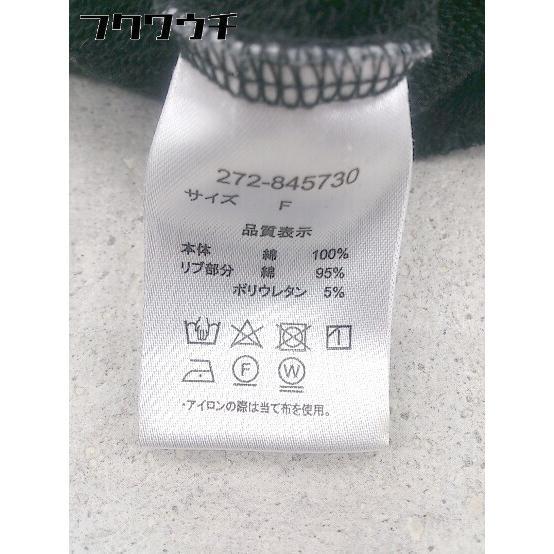 フクウウチ
272-845730
サイズ F
品質表示
本体 綿 100%
リブ部分 綿 95%
ポリウレタン 5%
F W
・アイロンの際は当て布を使用。